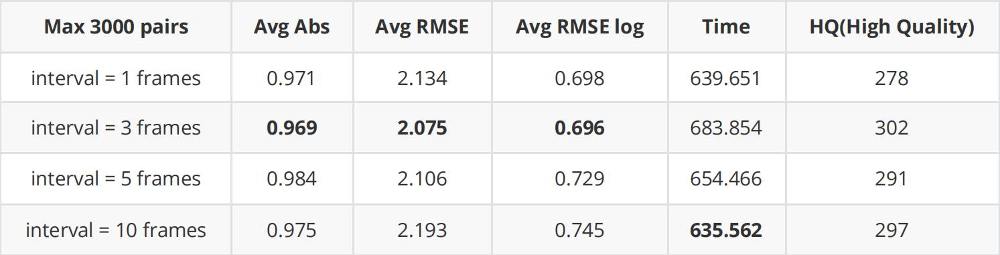 Max 3000 pairs Avg Abs Avg RMSE Avg RMSE log Time HQ(High Quality)
interval = 1 frames 0.971 2.134 0.698 639.651 278
interval = 3 frames 0.969 2.075 0.696 683.854 302
interval = 5 frames 0.984 2.106 0.729 654.466 291
interval = 10 frames 0.975 2.193 0.745 635.562 297